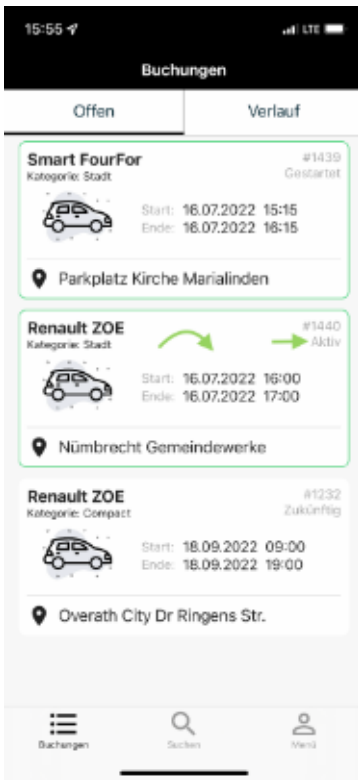 15:55
LTE
Buchungen
Offen
Verlauf
Smart FourFor
#1439
Kategorie: Stadt
Gestartet
Start: 16.07.2022 15:15
Ende: 16.07.2022 16:15
Parkplatz Kirche Marialinden
Renault ZOE
#1440
Kategorie: Stadt
Aktiv
Start: 16.07.2022 16:00
Ende: 16.07.2022 17:00
Nümbrecht Gemeindewerke
Renault ZOE
#1232
Kategorie: Compact
Zukünftig
Start: 18.09.2022 09:00
Ende: 18.09.2022 19:00
Overath City Dr Ringens Str.
Buchungen
Suchen
Menü